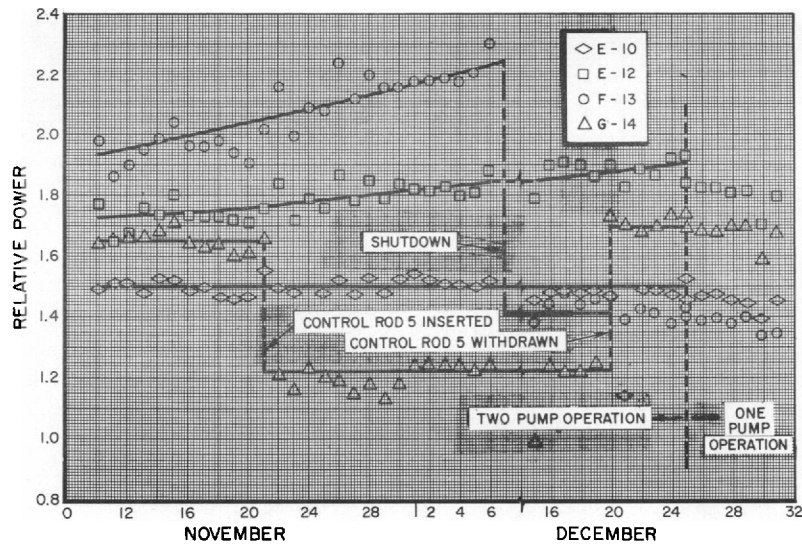 2.4
2.2
2.0
1.8
1.6
1.4
1.2
1.0
0.8
RELATIVE POWER
E - 10
E - 12
F - 13
G - 14
SHUTDOWN
CONTROL ROD 5 INSERTED
CONTROL ROD 5 WITHDRAWN
TWO PUMP OPERATION
ONE
PUMP
OPERATION
0 12 16 20 24 28 2 4 6 16 20 24 28 32
NOVEMBER DECEMBER